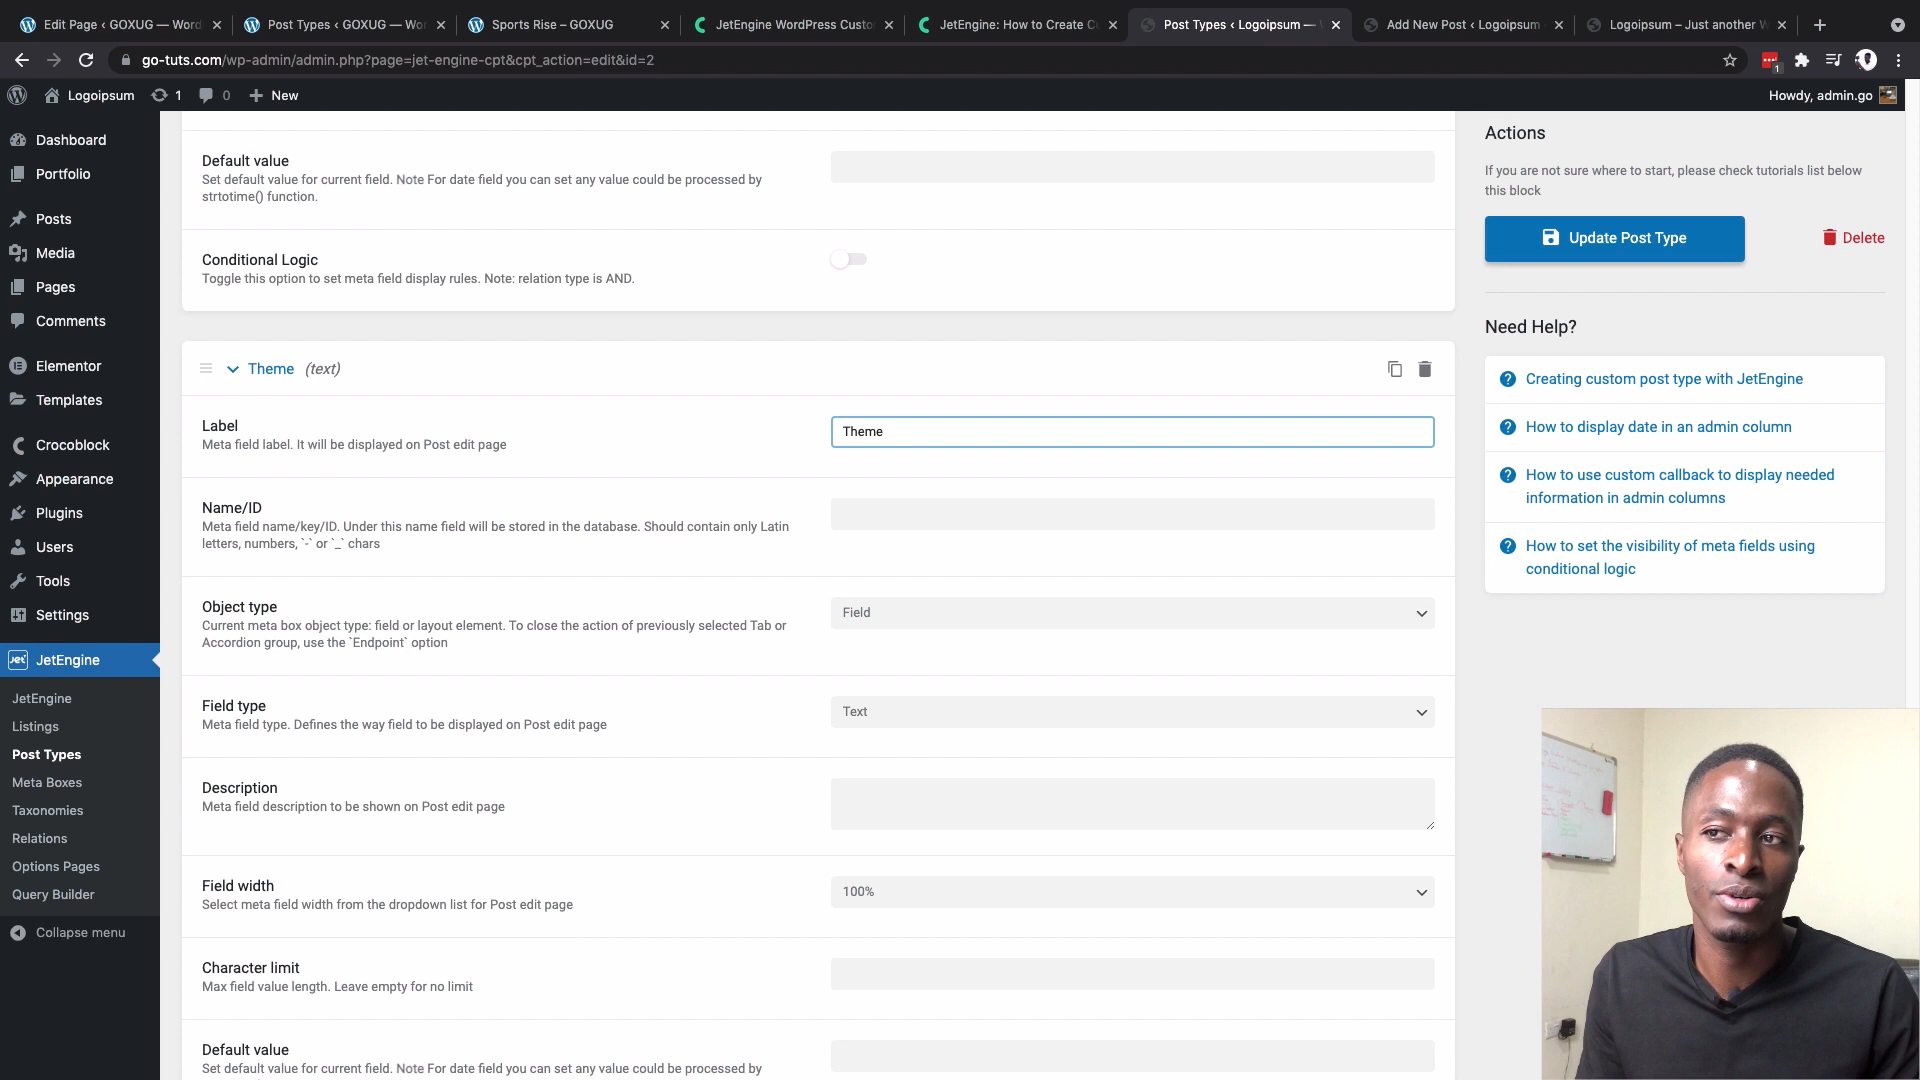 Edit Page ‹ GOXUG — Word
Post Types ‹ GOXUG — Wor
Sports Rise – GOXUG
JetEngine WordPress Custo
JetEngine: How to Create Cu
Post Types ‹ Logoipsum —
Add New Post ‹ Logoipsum
Logoipsum – Just another W
go-tuts.com/wp-admin/admin.php?page=jet-engine-cpt&cpt_action=edit&id=2
1
Logoipsum
1
0
New
Howdy, admin.go
Dashboard
Portfolio
Posts
Media
Pages
Comments
Elementor
Templates
Crocoblock
Appearance
Plugins
Users
Tools
Settings
JetEngine
JetEngine
Listings
Post Types
Meta Boxes
Taxonomies
Relations
Options Pages
Query Builder
Collapse menu
Default value
Set default value for current field. Note For date field you can set any value could be processed by
strtotime() function.
Conditional Logic
Toggle this option to set meta field display rules. Note: relation type is AND.
Theme (text)
Label
Meta field label. It will be displayed on Post edit page
Theme
Name/ID
Meta field name/key/ID. Under this name field will be stored in the database. Should contain only Latin
letters, numbers, `-` or `_` chars
Object type
Current meta box object type: field or layout element. To close the action of previously selected Tab or
Accordion group, use the `Endpoint` option
Field
Field type
Meta field type. Defines the way field to be displayed on Post edit page
Text
Description
Meta field description to be shown on Post edit page
Field width
Select meta field width from the dropdown list for Post edit page
100%
Character limit
Max field value length. Leave empty for no limit
Default value
Set default value for current field. Note For date field you can set any value could be processed by
Actions
If you are not sure where to start, please check tutorials list below
this block
Update Post Type
Delete
Need Help?
Creating custom post type with JetEngine
How to display date in an admin column
How to use custom callback to display needed
information in admin columns
How to set the visibility of meta fields using
conditional logic